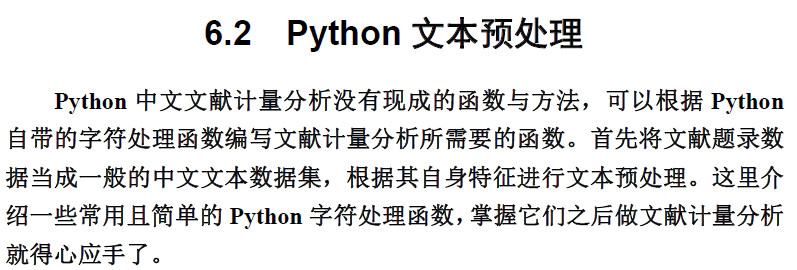 6.2 Python 文本预处理
Python 中文文献计量分析没有现成的函数与方法，可以根据 Python
自带的字符处理函数编写文献计量分析所需要的函数。首先将文献题录数
据当成一般的中文文本数据集，根据其自身特征进行文本预处理。这里介
绍一些常用且简单的 Python 字符处理函数，掌握它们之后做文献计量分析
就得心应手了。